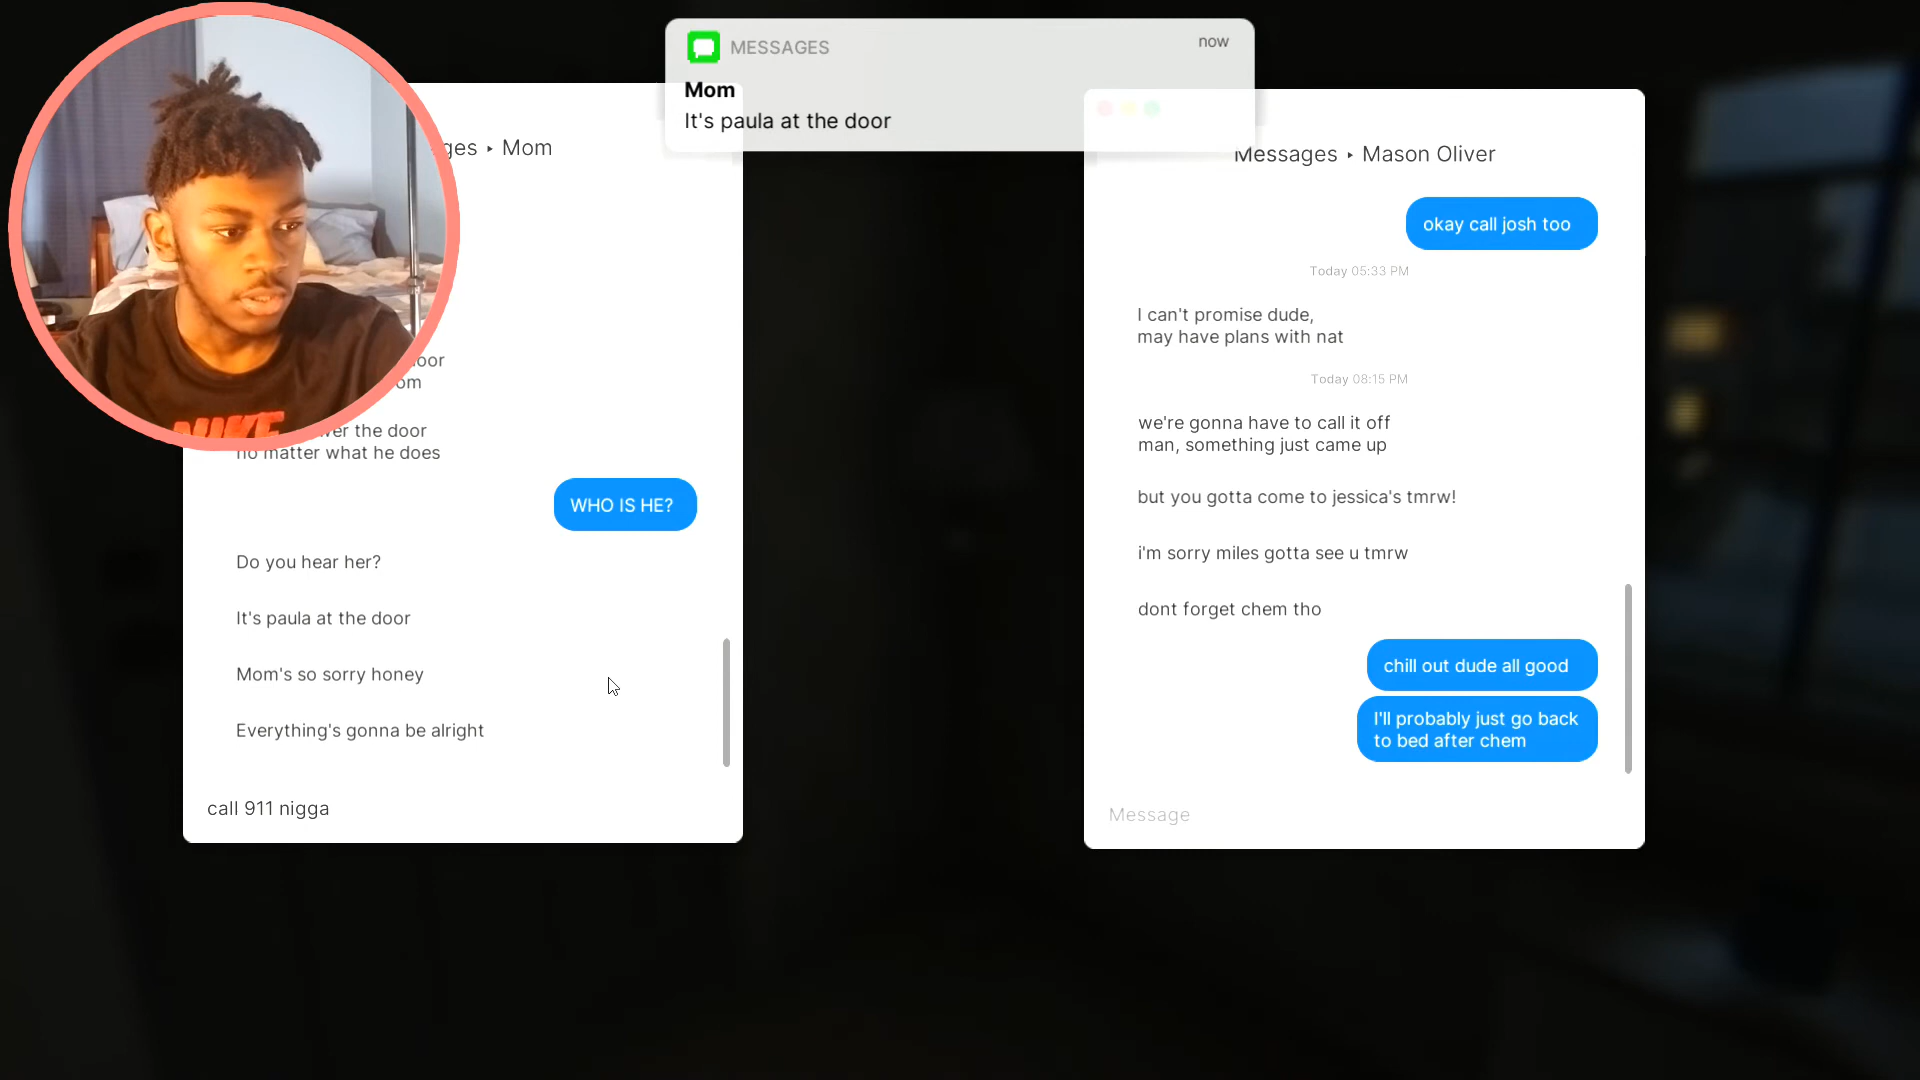 MESSAGES
now
Mom
It's paula at the door
ges ▸ Mom
oor
om
wer the door
no matter what he does
WHO IS HE?
Do you hear her?
It's paula at the door
Mom's so sorry honey
Everything's gonna be alright
call 911 nigga
Messages ▸ Mason Oliver
okay call josh too
Today 05:33 PM
I can't promise dude,
may have plans with nat
Today 08:15 PM
we're gonna have to call it off
man, something just came up
but you gotta come to jessica's tmrw!
i'm sorry miles gotta see u tmrw
dont forget chem tho
chill out dude all good
I'll probably just go back
to bed after chem
Message
NIKE